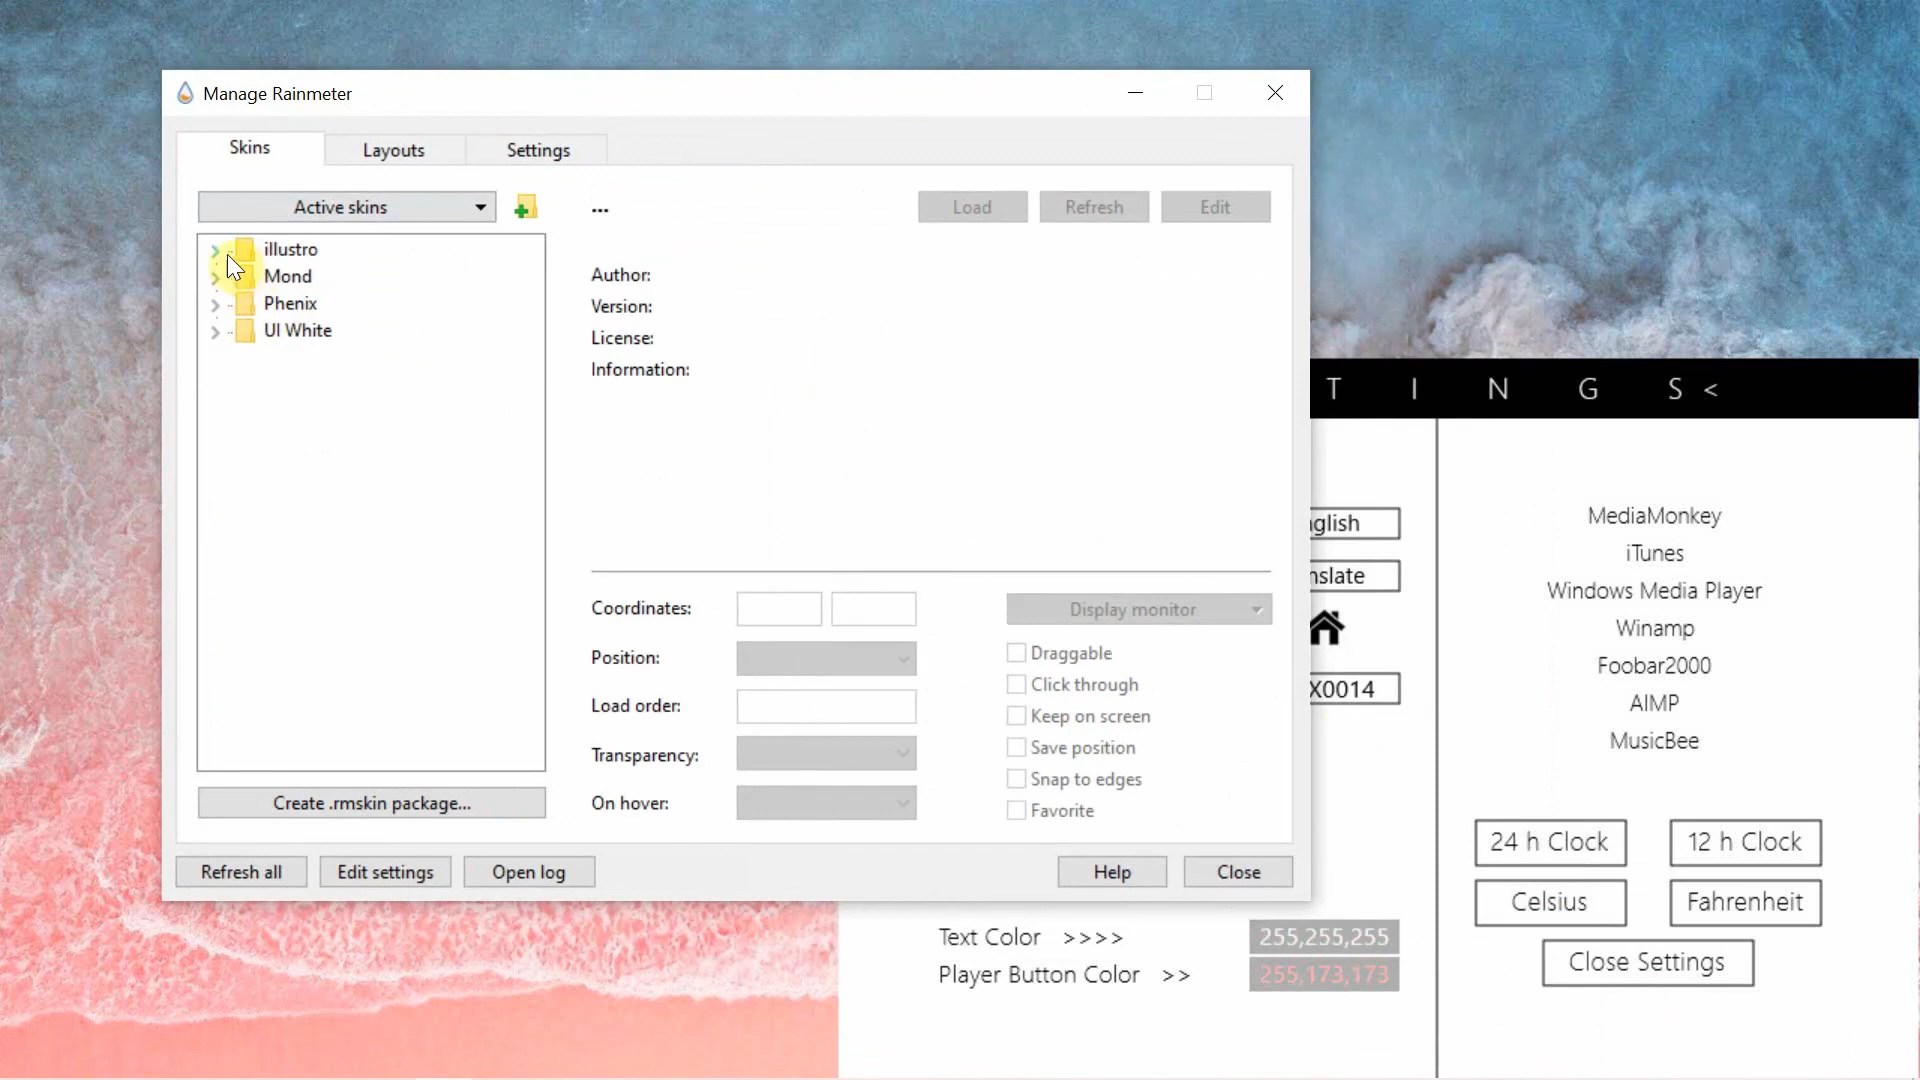 Manage Rainmeter
Skins
Layouts
Settings
Active skins
...
Load
Refresh
Edit
illustro
Mond
Phenix
UI White
Author:
Version:
License:
Information:
T I N G S <
MediaMonkey
iTunes
Windows Media Player
Winamp
Foobar2000
AIMP
MusicBee
glish
nslate
X0014
Coordinates:
Display monitor
Position:
Draggable
Click through
Load order:
Keep on screen
Transparency:
Save position
Snap to edges
On hover:
Favorite
Create .rmskin package...
Refresh all
Edit settings
Open log
Help
Close
24 h Clock
12 h Clock
Celsius
Fahrenheit
Close Settings
Text Color >>>>
255,255,255
Player Button Color >>
255,173,173